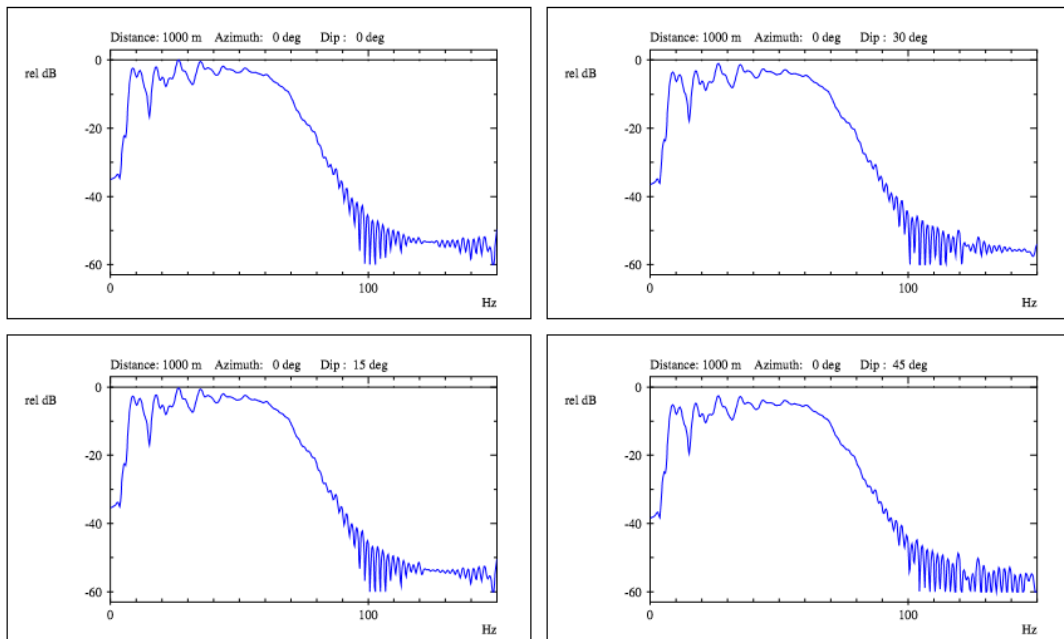 Distance: 1000 m Azimuth: 0 deg Dip : 0 deg
rel dB
0
-20
-40
-60
0 100
Hz
Distance: 1000 m Azimuth: 0 deg Dip : 30 deg
rel dB
0
-20
-40
-60
0 100
Hz
Distance: 1000 m Azimuth: 0 deg Dip : 15 deg
rel dB
0
-20
-40
-60
0 100
Hz
Distance: 1000 m Azimuth: 0 deg Dip : 45 deg
rel dB
0
-20
-40
-60
0 100
Hz